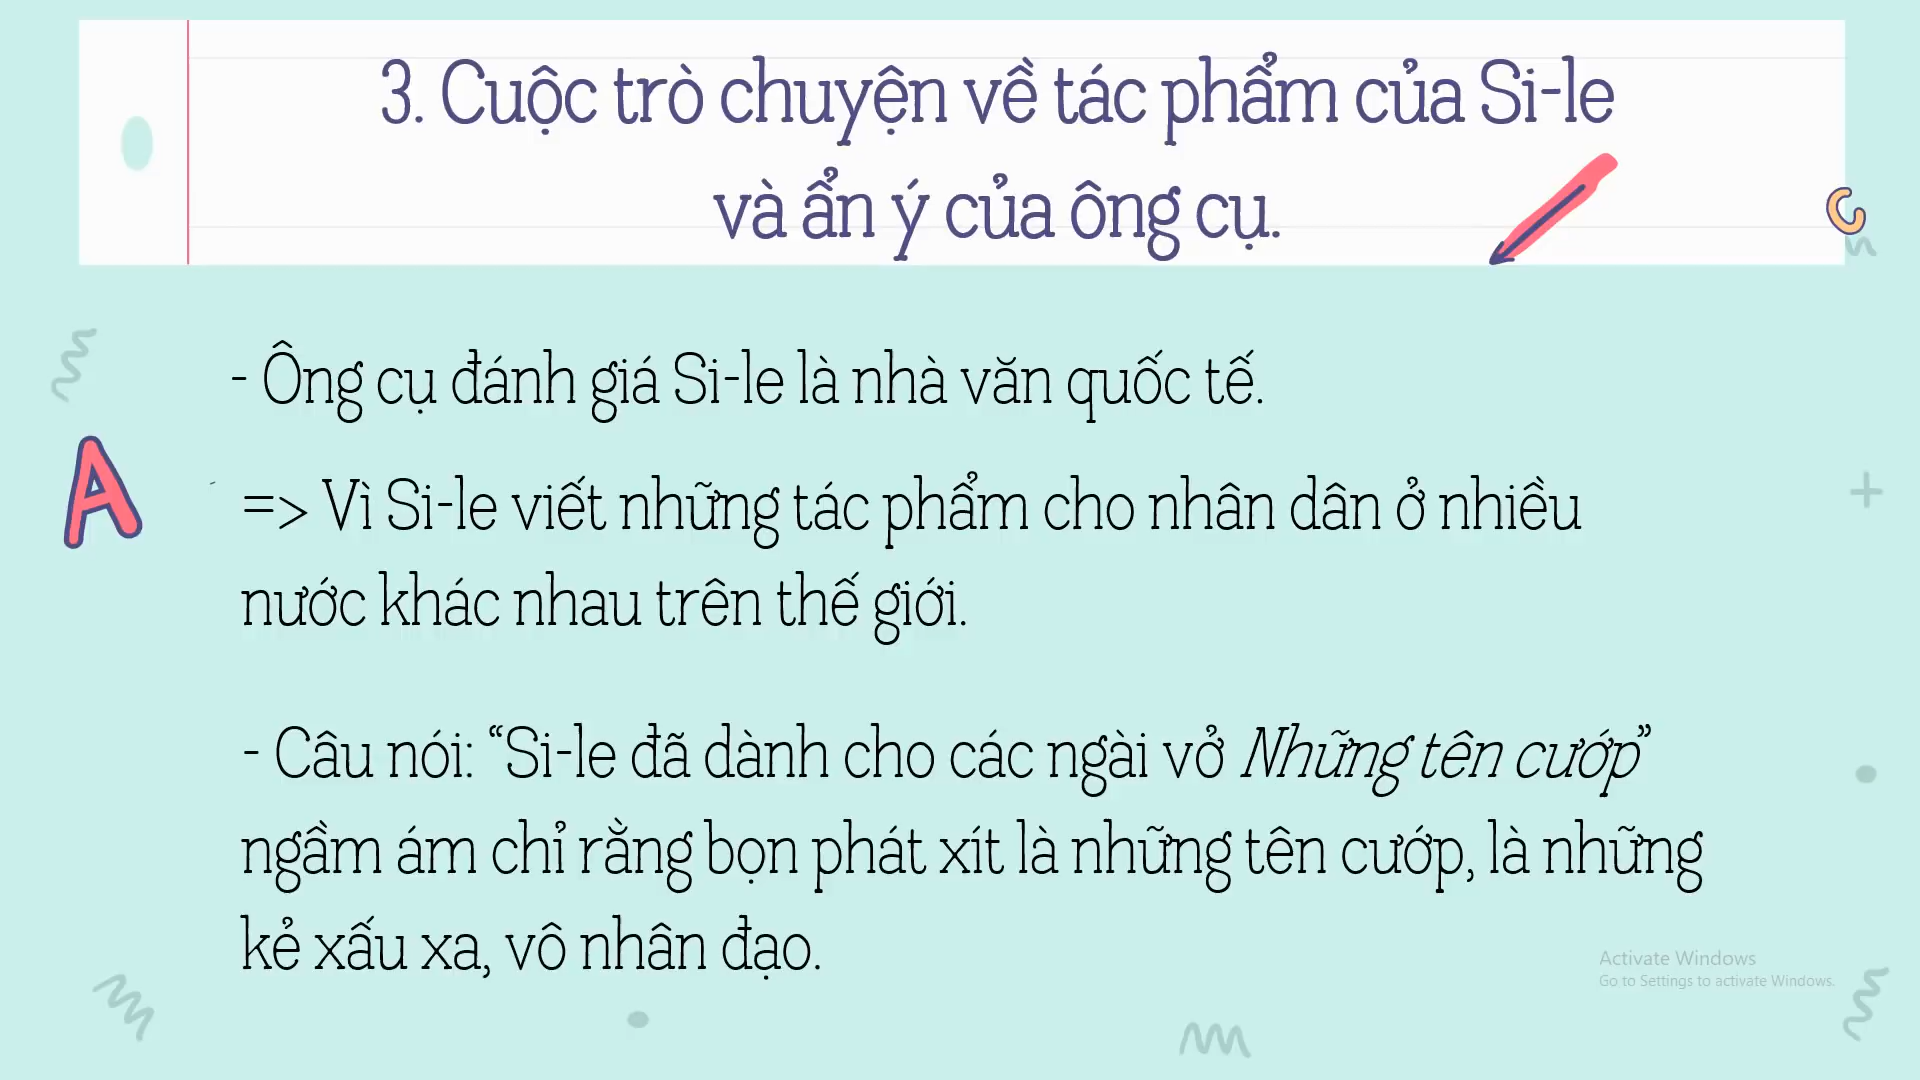 3. Cuộc trò chuyện về tác phẩm của Si-le
và ẩn ý của ông cụ.
- Ông cụ đánh giá Si-le là nhà văn quốc tế.
=> Vì Si-le viết những tác phẩm cho nhân dân ở nhiều
nước khác nhau trên thế giới.
- Câu nói: “Si-le đã dành cho các ngài vở Những tên cướp”
ngầm ám chỉ rằng bọn phát xít là những tên cướp, là những
kẻ xấu xa, vô nhân đạo.
A
C
Activate Windows
Go to Settings to activate Windows.